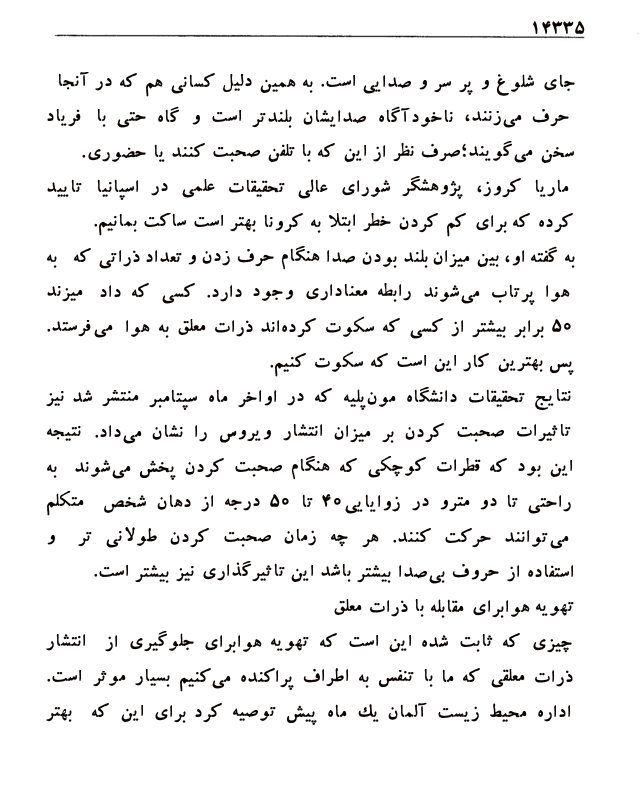 ۱۴۳۳۵
جای شلوغ و پر سر و صدایی است. به همین دلیل کسانی هم که در آنجا
حرف می‌زنند، ناخودآگاه صدایشان بلندتر است و گاه حتی با فریاد
سخن می‌گویند؛صرف نظر از این که با تلفن صحبت کنند یا حضوری.
ماریا کروز، پژوهشگر شورای عالی تحقیقات علمی در اسپانیا تایید
کرده که برای کم کردن خطر ابتلا به کرونا بهتر است ساکت بمانیم.
به گفته او، بین میزان بلند بودن صدا هنگام حرف زدن و تعداد ذراتی که به
هوا پرتاب می‌شوند رابطه معناداری وجود دارد. کسی که داد میزند
۵۰ برابر بیشتر از کسی که سکوت کرده‌اند ذرات معلق به هوا می‌فرستد.
پس بهترین کار این است که سکوت کنیم.
نتایج تحقیقات دانشگاه مون‌پلیه که در اواخر ماه سپتامبر منتشر شد نیز
تاثیرات صحبت کردن بر میزان انتشار ویروس را نشان می‌داد. نتیجه
این بود که قطرات کوچکی که هنگام صحبت کردن پخش می‌شوند به
راحتی تا دو مترو در زوایایی۴۰ تا ۵۰ درجه از دهان شخص متکلم
می‌توانند حرکت کنند. هر چه زمان صحبت کردن طولانی تر و
استفاده از حروف بی‌صدا بیشتر باشد این تاثیرگذاری نیز بیشتر است.
تهویه هوابرای مقابله با ذرات معلق
چیزی که ثابت شده این است که تهویه هوابرای جلوگیری از انتشار
ذرات معلقی که ما با تنفس به اطراف پراکنده می‌کنیم بسیار موثر است.
اداره محیط زیست آلمان یك ماه پیش توصیه کرد برای این که بهتر